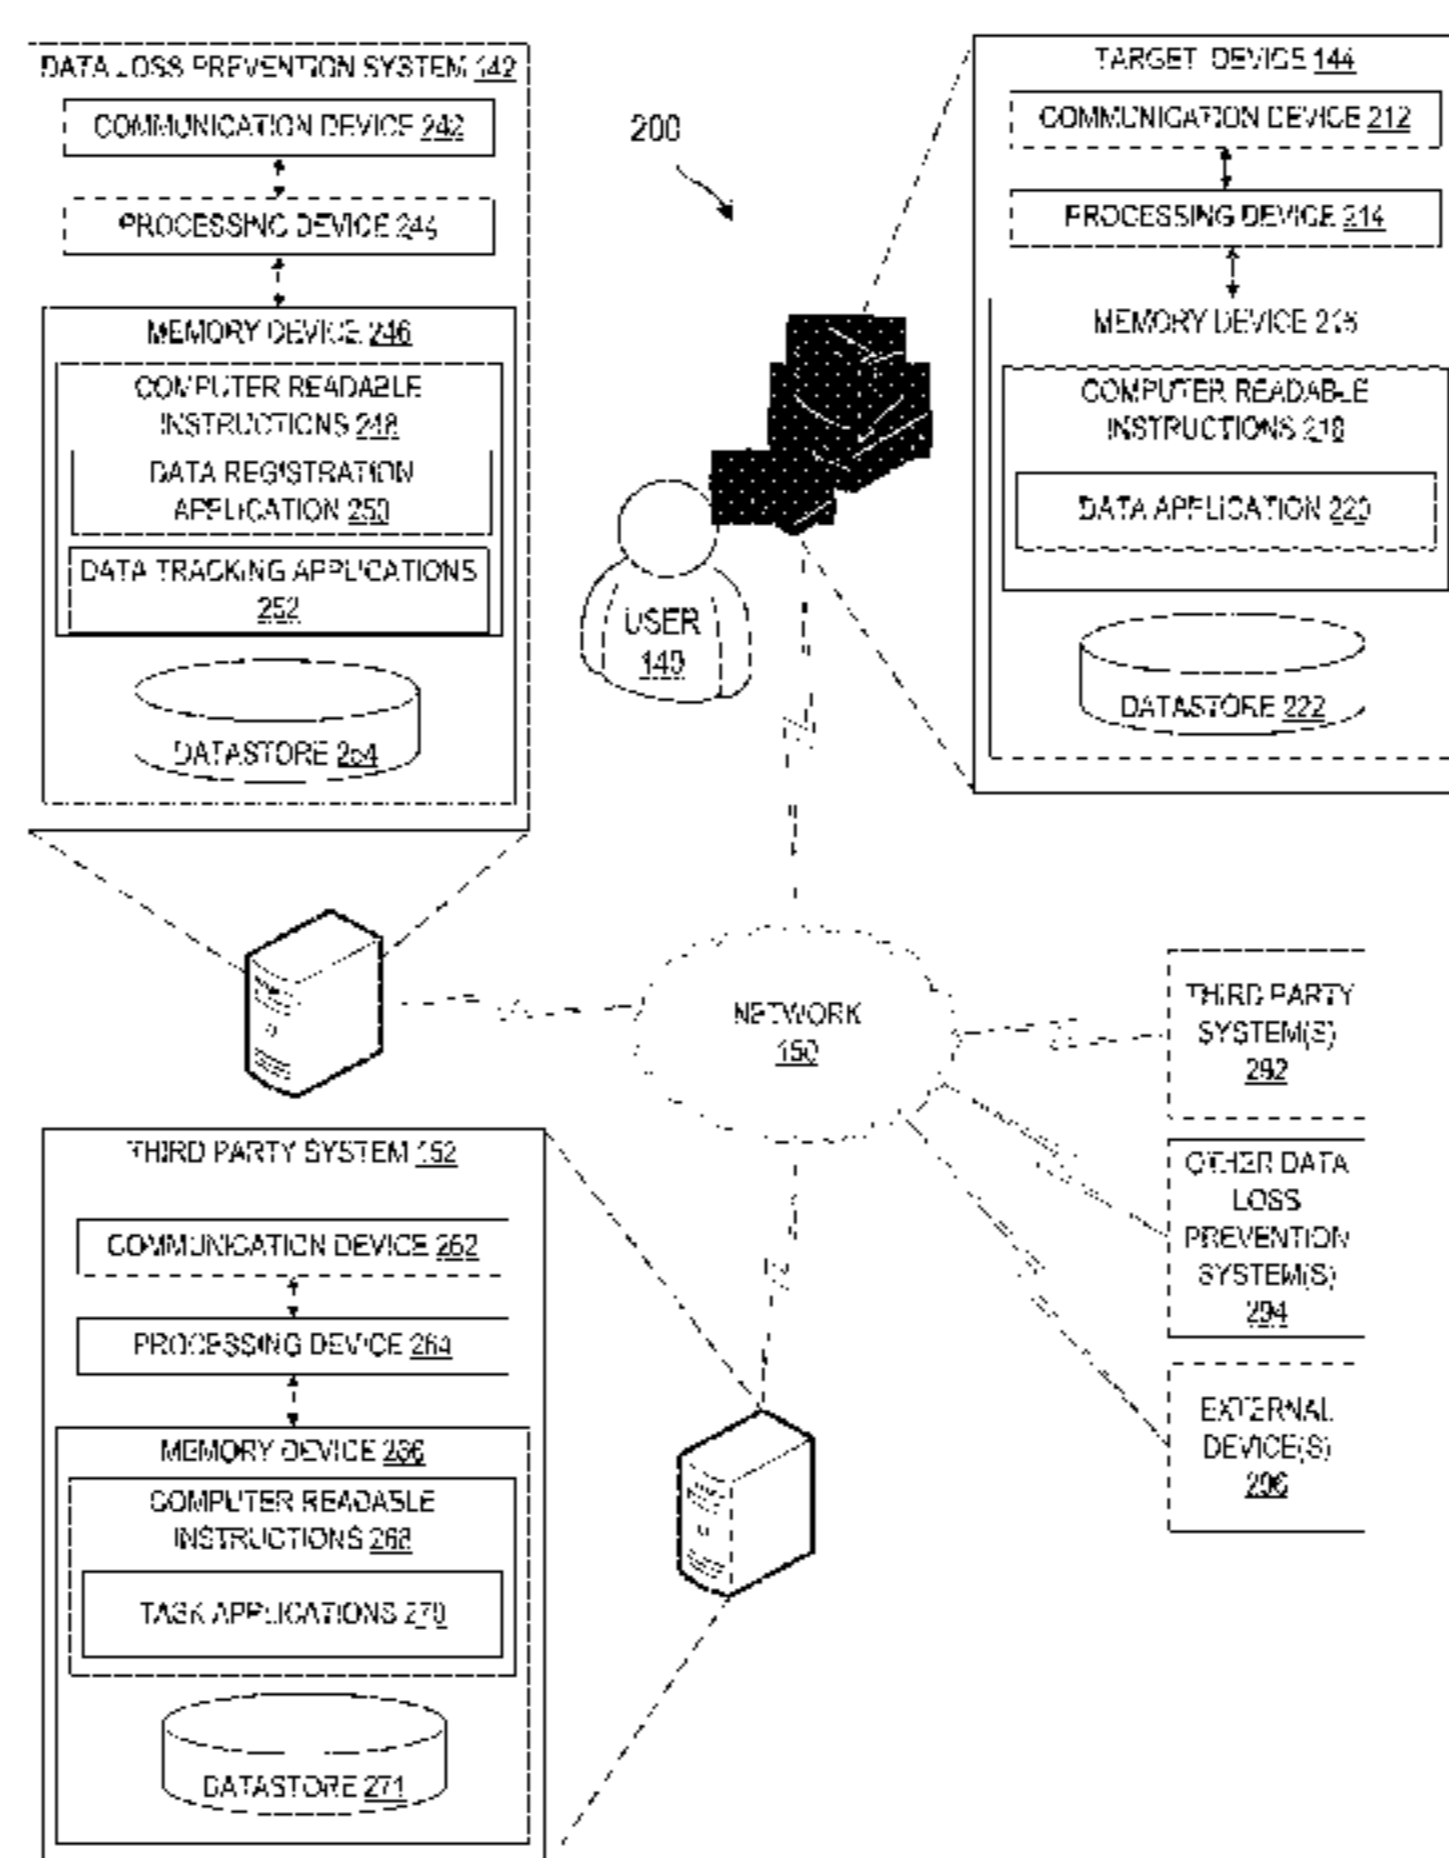 DATA LOSS PREVENTION SYSTEM 142
COMMUNICATION DEVICE 242
PROCESSING DEVICE 244
MEMORY DEVICE 246
COMPUTER READABLE
INSTRUCTIONS 248
DATA REGISTRATION
APPLICATION 250
DATA TRACKING APPLICATIONS
252
DATASTORE 254
200
USER
140
TARGET DEVICE 144
COMMUNICATION DEVICE 212
PROCESSING DEVICE 214
MEMORY DEVICE 216
COMPUTER READABLE
INSTRUCTIONS 218
DATA APPLICATION 220
DATASTORE 222
NETWORK
150
THIRD PARTY
SYSTEM(S)
292
OTHER DATA
LOSS
PREVENTION
SYSTEM(S)
294
EXTERNAL
DEVICE(S)
296
THIRD PARTY SYSTEM 152
COMMUNICATION DEVICE 262
PROCESSING DEVICE 264
MEMORY DEVICE 266
COMPUTER READABLE
INSTRUCTIONS 268
TASK APPLICATIONS 270
DATASTORE 271